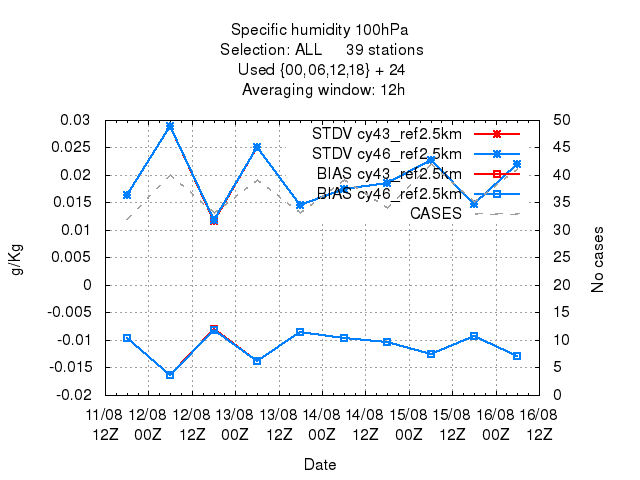 Specific humidity 100hPa
Selection: ALL 39 stations
Used {00,06,12,18} + 24
Averaging window: 12h
0.03 50
STDV cy43_ref2.5km
0.025 45
STDV cy46_ref2.5km
0.02 40
BIAS cy43_ref2.5km
0.015 35
BIAS cy46_ref2.5km
CASES
0.01 30
0.005 25
0 20
-0.005 15
-0.01 10
-0.015 5
-0.02 0
g/Kg
No cases
11/08 12/08 12/08 13/08 13/08 14/08 14/08 15/08 15/08 16/08 16/08
12Z 00Z 12Z 00Z 12Z 00Z 12Z 00Z 12Z 00Z 12Z
Date